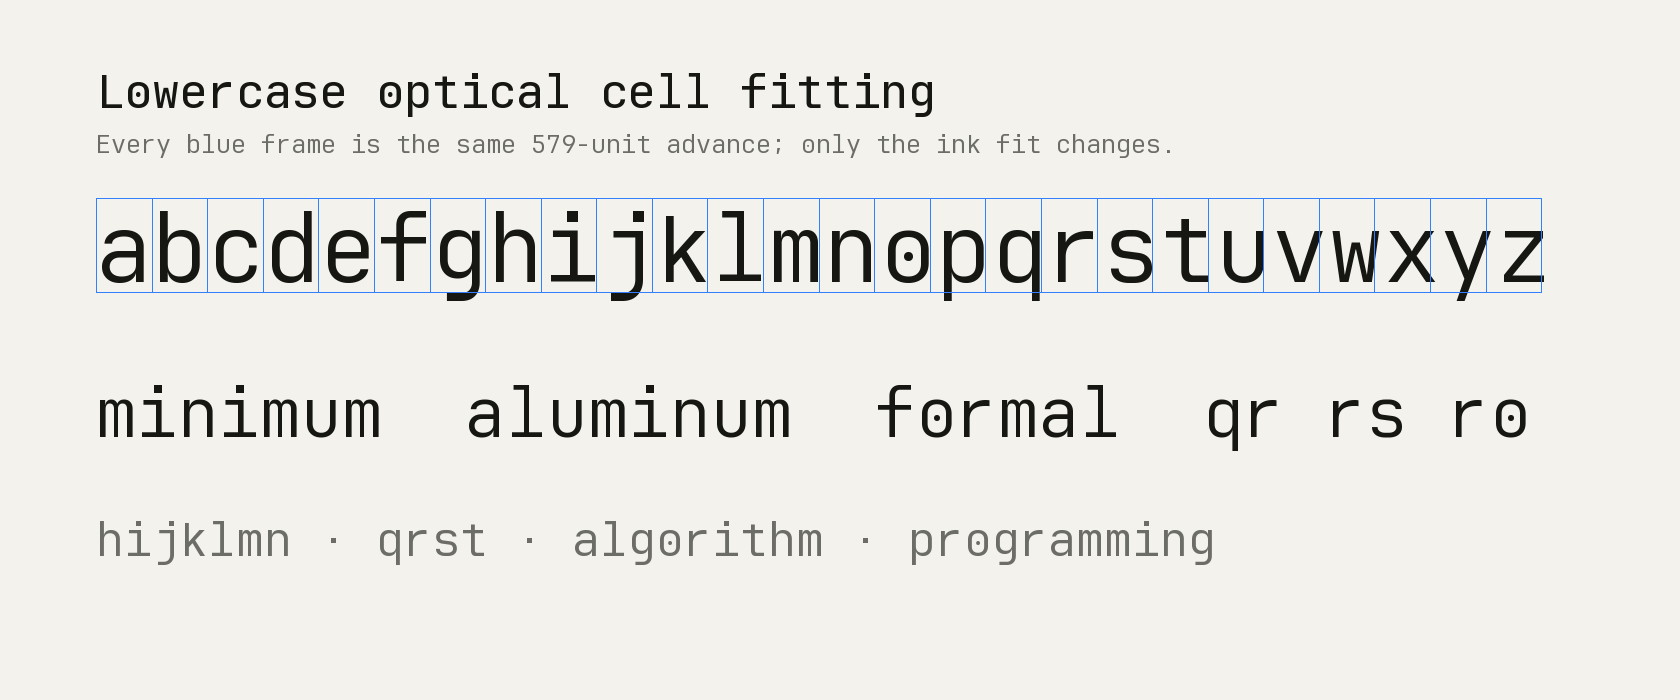 Lowercase optical cell fitting
Every blue frame is the same 579-unit advance; only the ink fit changes.
abcdefghijklmnopqrstuvwxyz
minimum aluminum formal qr rs ro
hijklmn · qrst · algorithm · programming